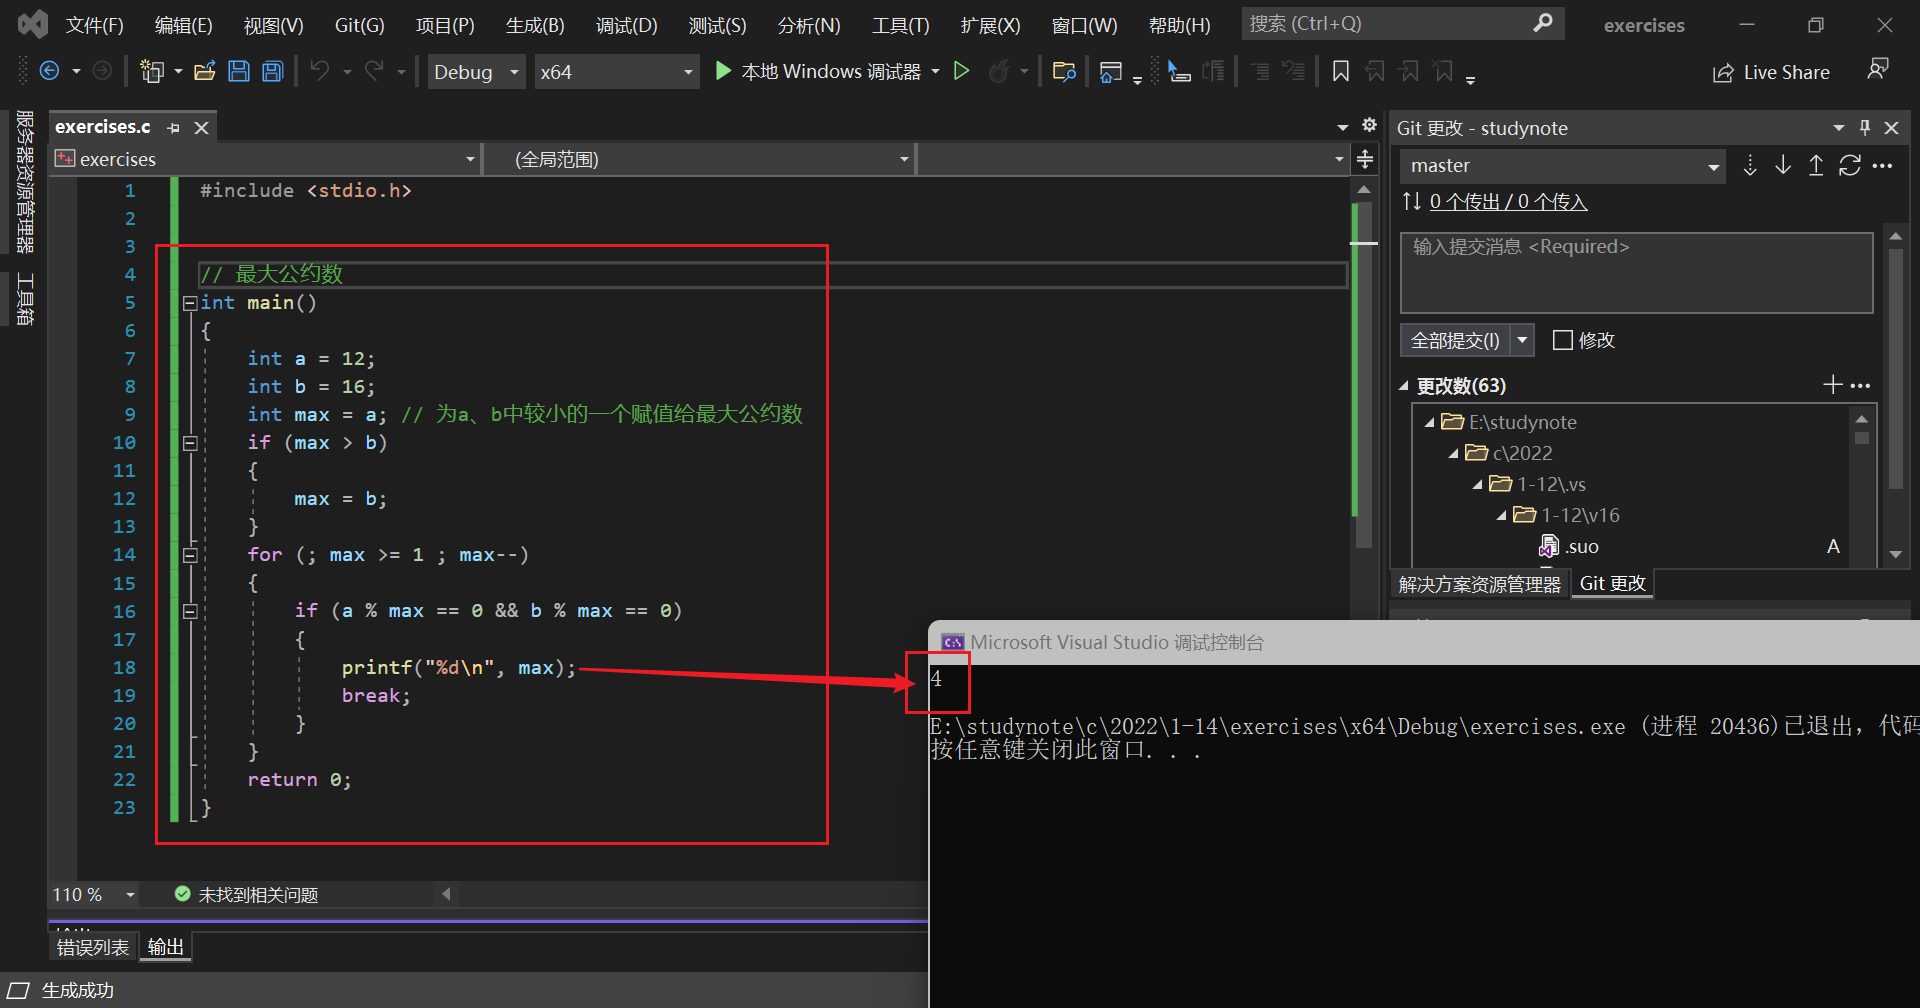 文件(F) 编辑(E) 视图(V) Git(G) 项目(P) 生成(B) 调试(D) 测试(S) 分析(N) 工具(T) 扩展(X) 窗口(W) 帮助(H) 搜索 (Ctrl+Q) exercises
Debug x64 本地 Windows 调试器 Live Share
服务器资源管理器
工具箱
exercises.c
exercises (全局范围)
1 #include <stdio.h>
2
3
4 // 最大公约数
5 int main()
6 {
7 int a = 12;
8 int b = 16;
9 int max = a; // 为a、b中较小的一个赋值给最大公约数
10 if (max > b)
11 {
12 max = b;
13 }
14 for (; max >= 1 ; max--)
15 {
16 if (a % max == 0 && b % max == 0)
17 {
18 printf("%d\n", max);
19 break;
20 }
21 }
22 return 0;
23 }
110 % 未找到相关问题
错误列表 输出
生成成功
Git 更改 - studynote
master
0 个传出 / 0 个传入
输入提交消息 <Required>
全部提交(I) 修改
更改数(63)
E:\studynote
c\2022
1-12\.vs
1-12\v16
.suo A
解决方案资源管理器 Git 更改
Microsoft Visual Studio 调试控制台
4
E:\studynote\c\2022\1-14\exercises\x64\Debug\exercises.exe (进程 20436)已退出，代码
按任意键关闭此窗口. . .